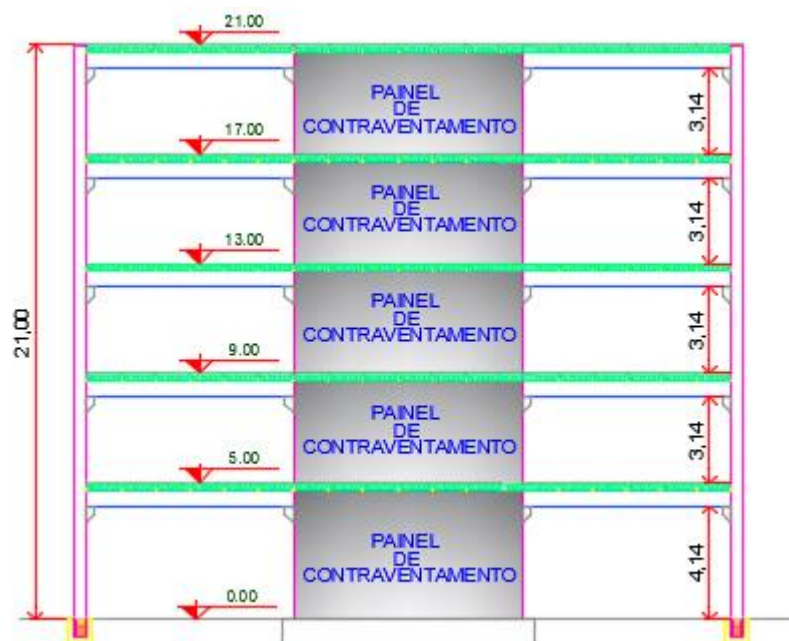 21.00
PAINEL
DE
CONTRAVENTAMENTO
3,14
17.00
PAINEL
DE
CONTRAVENTAMENTO
3,14
13.00
PAINEL
DE
CONTRAVENTAMENTO
3,14
21,00
9.00
PAINEL
DE
CONTRAVENTAMENTO
3,14
5.00
PAINEL
DE
CONTRAVENTAMENTO
4,14
0.00